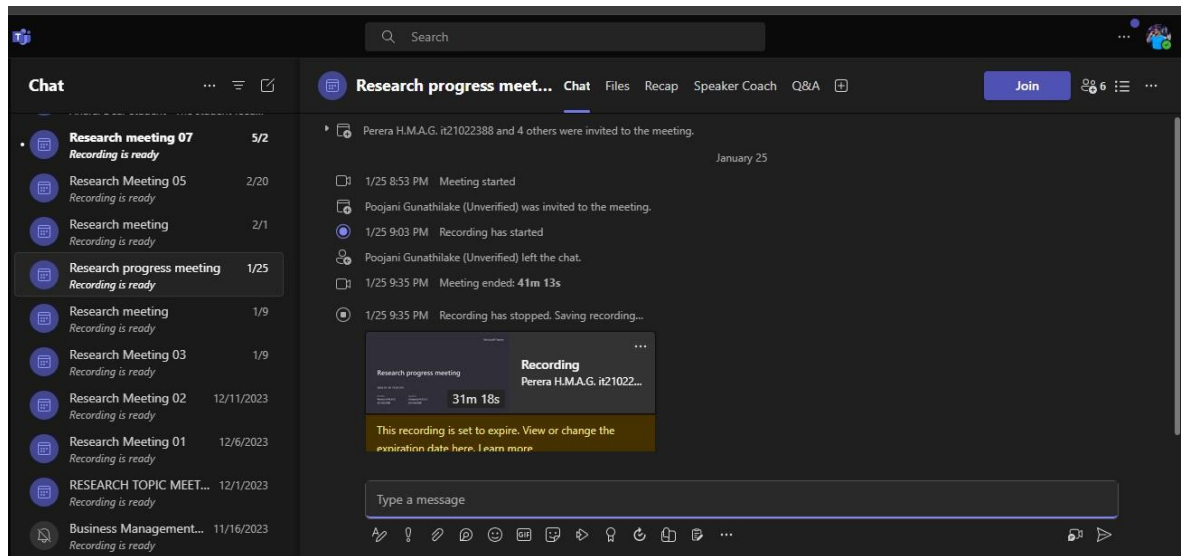 Search
Chat
Research meeting 07 5/2
Recording is ready
Research Meeting 05 2/20
Recording is ready
Research meeting 2/1
Recording is ready
Research progress meeting 1/25
Recording is ready
Research meeting 1/9
Recording is ready
Research Meeting 03 1/9
Recording is ready
Research Meeting 02 12/11/2023
Recording is ready
Research Meeting 01 12/6/2023
Recording is ready
RESEARCH TOPIC MEET... 12/1/2023
Recording is ready
Business Management... 11/16/2023
Recording is ready
Research progress meet... Chat Files Recap Speaker Coach Q&A Join 6
Perera H.M.A.G. it21022388 and 4 others were invited to the meeting.
January 25
1/25 8:53 PM Meeting started
Poojani Gunathilake (Unverified) was invited to the meeting.
1/25 9:03 PM Recording has started
Poojani Gunathilake (Unverified) left the chat.
1/25 9:35 PM Meeting ended: 41m 13s
1/25 9:35 PM Recording has stopped. Saving recording...
Research progress meeting
31m 18s
Recording
Perera H.M.A.G. it21022...
This recording is set to expire. View or change the
expiration date here. Learn more
Type a message
GIF